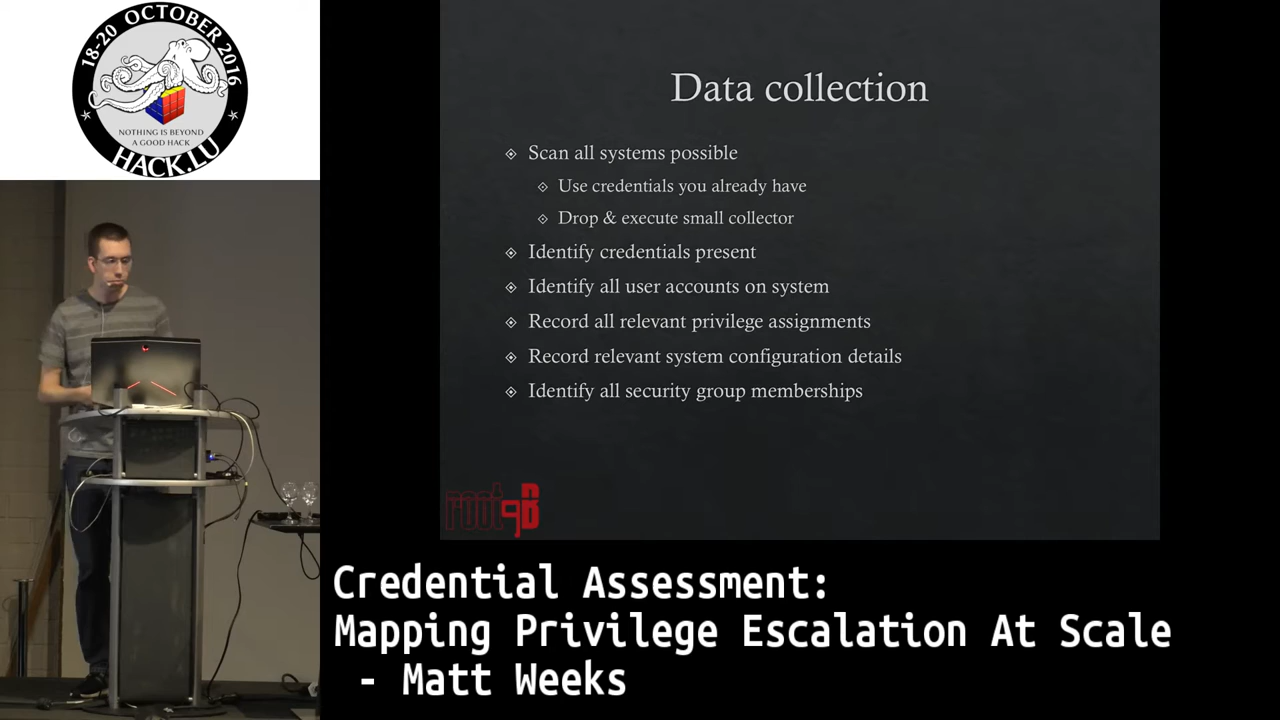 18-20 OCTOBER 2016
NOTHING IS BEYOND
A GOOD HACK
HACK.LU
Data collection
Scan all systems possible
Use credentials you already have
Drop & execute small collector
Identify credentials present
Identify all user accounts on system
Record all relevant privilege assignments
Record relevant system configuration details
Identify all security group memberships
root9B
Credential Assessment:
Mapping Privilege Escalation At Scale
- Matt Weeks